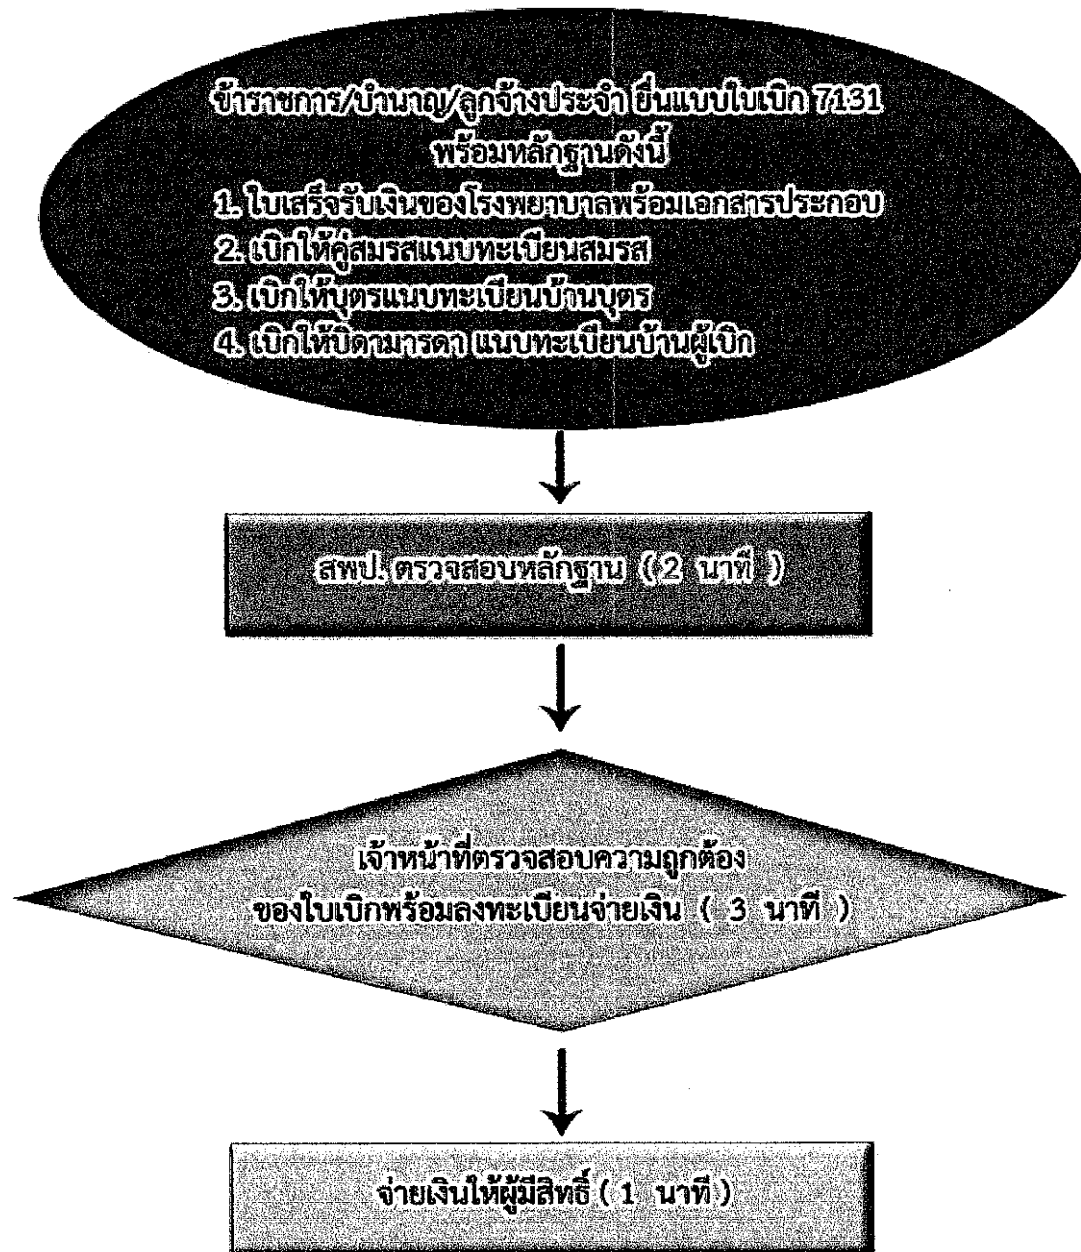 ข้าราชการ/บำนาญ/ลูกจ้างประจำ ยื่นแบบใบเบิก 7131
พร้อมหลักฐานดังนี้
1. ใบเสร็จรับเงินของโรงพยาบาลพร้อมเอกสารประกอบ
2. เบิกให้คู่สมรสแนบทะเบียนสมรส
3. เบิกให้บุตรแนบทะเบียนบ้านบุตร
4. เบิกให้บิดามารดา แนบทะเบียนบ้านผู้เบิก
สพป. ตรวจสอบหลักฐาน ( 2 นาที )
เจ้าหน้าที่ตรวจสอบความถูกต้อง
ของใบเบิกพร้อมลงทะเบียนจ่ายเงิน ( 3 นาที )
จ่ายเงินให้ผู้มีสิทธิ์ ( 1 นาที )